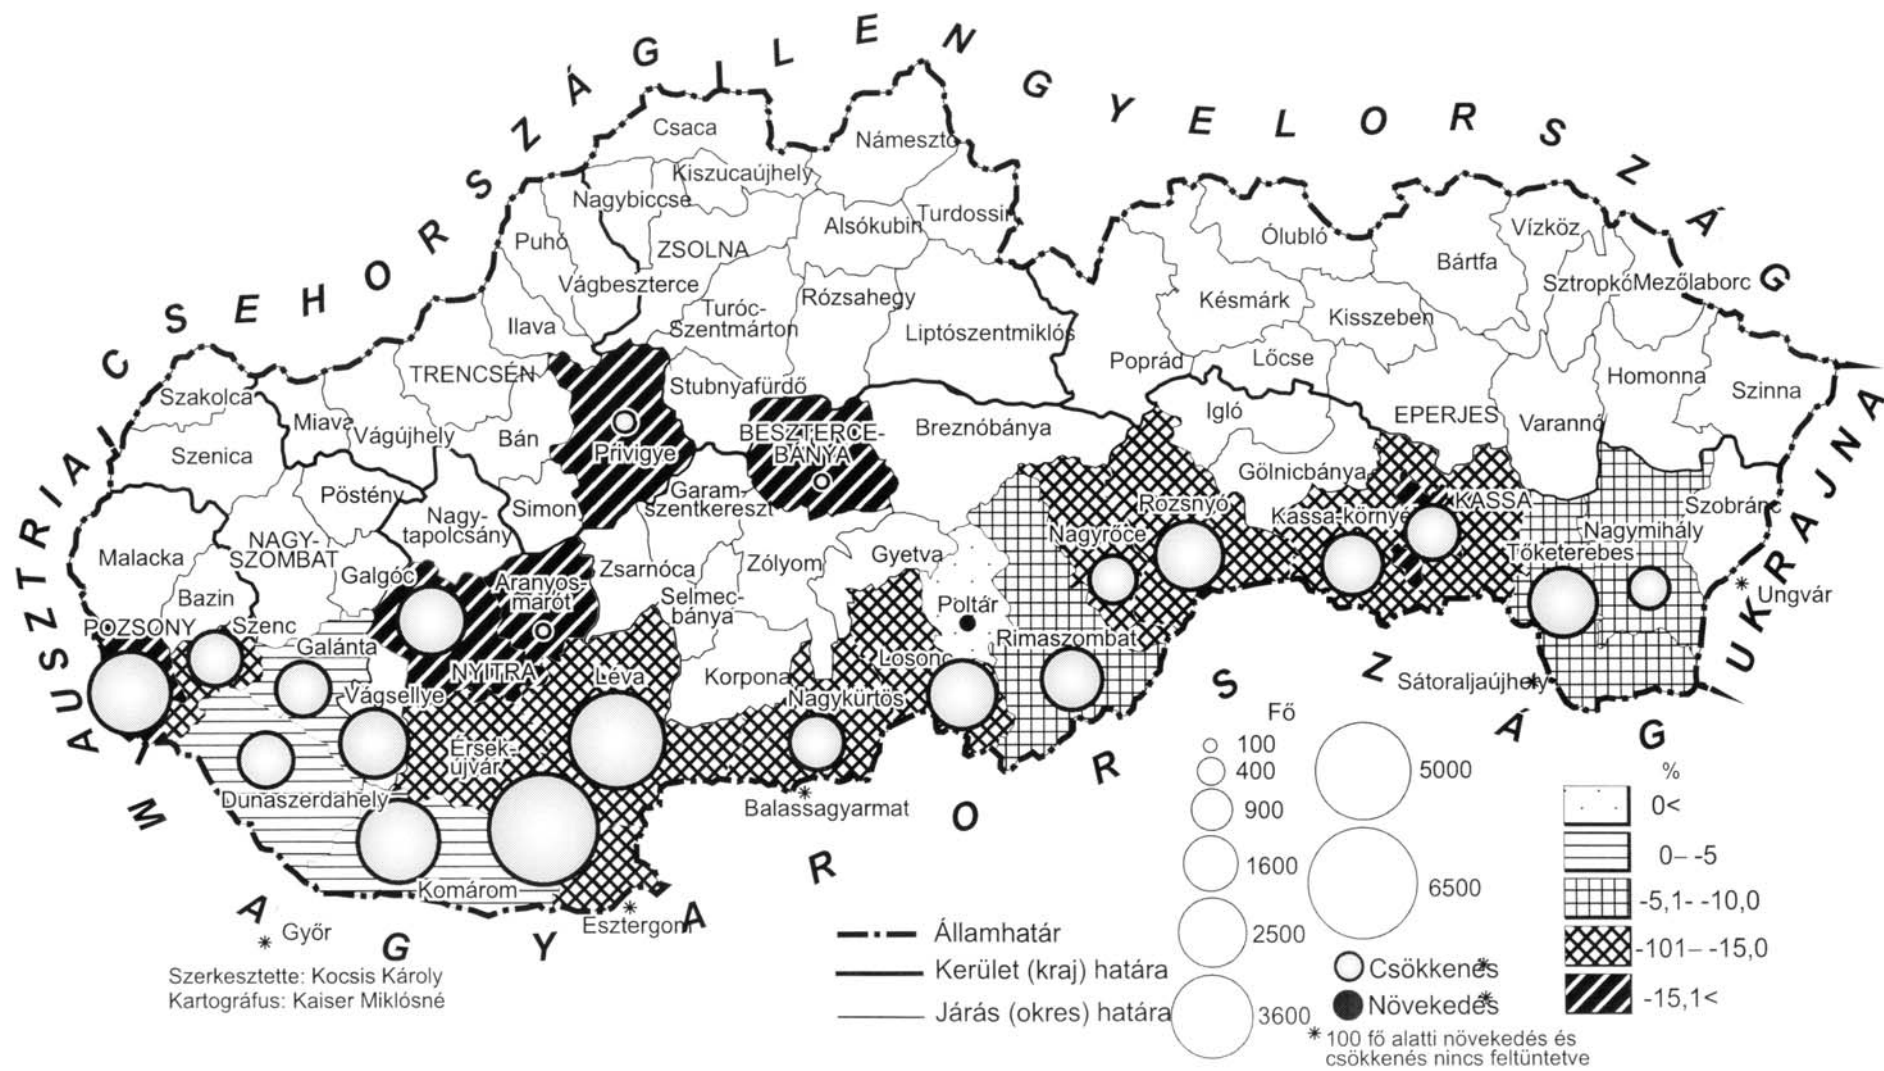 CSEHORSZÁG
LENGYELORSZÁG
Csaca
Námesztó
Kiszucaújhely
Nagybiccse
Turdossin
Alsókubin
Puhó
ZSOLNA
Ólubló
Vízköz
Bártfa
Vágbeszterce
Sztropkó
Mezőlaborc
Rózsahegy
Késmárk
Turóc-
Szentmárton
Kisszeben
Ilava
Liptószentmiklós
Poprád
Lőcse
TRENCSÉN
Stubnyafürdő
Homonna
Szinna
Szakolca
Igló
EPERJES
Miava
Vágújhely
Bán
Privigye
BESZTERCE-
BÁNYA
Breznóbánya
Varannó
Szenica
Gölnicbánya
Pöstény
Garam-
szentkereszt
Simon
KASSA
Rozsnyó
Szobránc
Nagy-
tapolcsány
Kassa-környé
Nagymihály
NAGY-
SZOMBAT
Nagyrőce
Tőketerebes
Malacka
Gyetva
Zólyom
Zsarnóca
Galgóc
Aranyos-
marót
Ungvár
Bazin
Selmec-
bánya
Poltár
POZSONY
Szenc
Rimaszombat
Galánta
Losonc
NYITRA
Léva
Korpona
Sátoraljaújhely
Vágsellye
Nagykürtös
Érsek-
újvár
Dunaszerdahely
Balassagyarmat
Komárom
Esztergom
Győr
AUSZTRIA
UKRAJNA
MAGYARORSZÁG
Szerkesztette: Kocsis Károly
Kartográfus: Kaiser Miklósné
Államhatár
Kerület (kraj) határa
Járás (okres) határa
Fő
100
400
900
1600
2500
3600
5000
6500
Csökkenés*
Növekedés*
* 100 fő alatti növekedés és
csökkenés nincs feltüntetve
%
0<
0– -5
-5,1- -10,0
-101– -15,0
-15,1<